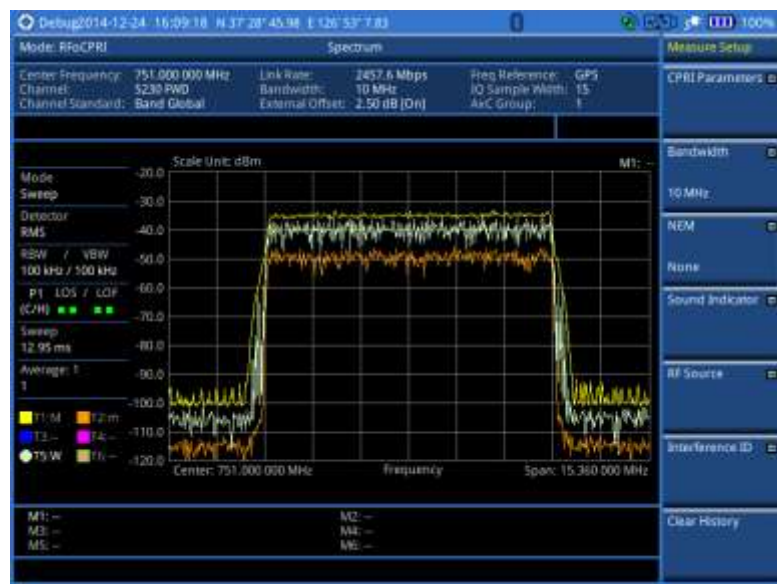 Debug2014-12-24 16:09:18 N 37° 28' 45.98 E 126° 53' 7.83 100%
Mode: RFoCPRI Spectrum Measure Setup
Center Frequency: 751.000 000 MHz Link Rate: 2457.6 Mbps Freq Reference: GPS
Channel: 5230 FWD Bandwidth: 10 MHz IQ Sample Width: 15
Channel Standard: Band Global External Offset: 2.50 dB [On] AxC Group: 1
CPRI Parameters
Scale Unit: dBm M1: --
Mode
Sweep
Detector
RMS
RBW / VBW
100 kHz / 100 kHz
P1 LOS / LOF
(C/H)
Sweep
12.95 ms
Average: 1
1
T1:M T2:m
T3:-- T4:--
T5:W T6:--
-20.0
-30.0
-40.0
-50.0
-60.0
-70.0
-80.0
-90.0
-100.0
-110.0
-120.0
Center: 751.000 000 MHz Frequency Span: 15.360 000 MHz
M1: -- M2: --
M3: -- M4: --
M5: -- M6: --
Bandwidth
10 MHz
NEM
None
Sound Indicator
RF Source
Interference ID
Clear History